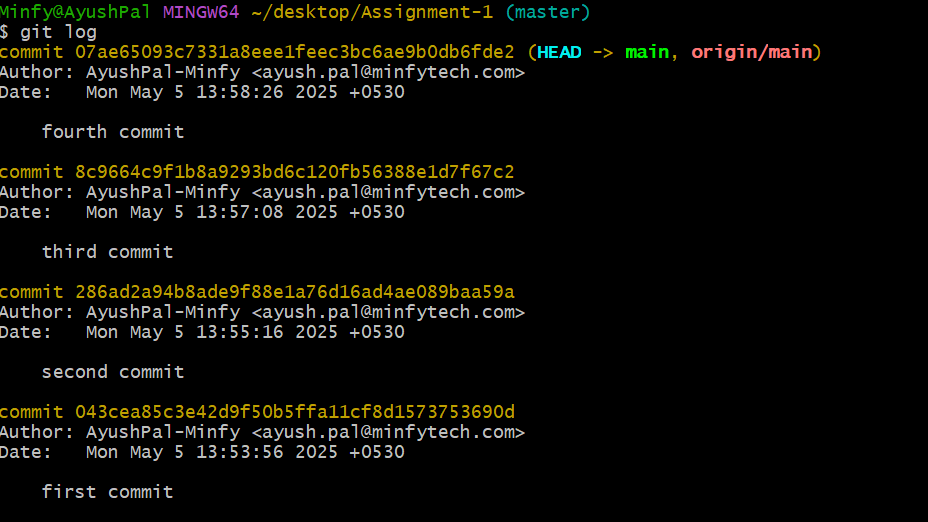 Minfy@AyushPal MINGW64 ~/desktop/Assignment-1 (master)
$ git log
commit 07ae65093c7331a8eee1feec3bc6ae9b0db6fde2 (HEAD -> main, origin/main)
Author: AyushPal-Minfy <ayush.pal@minfytech.com>
Date:   Mon May 5 13:58:26 2025 +0530
    fourth commit
commit 8c9664c9f1b8a9293bd6c120fb56388e1d7f67c2
Author: AyushPal-Minfy <ayush.pal@minfytech.com>
Date:   Mon May 5 13:57:08 2025 +0530
    third commit
commit 286ad2a94b8ade9f88e1a76d16ad4ae089baa59a
Author: AyushPal-Minfy <ayush.pal@minfytech.com>
Date:   Mon May 5 13:55:16 2025 +0530
    second commit
commit 043cea85c3e42d9f50b5ffa11cf8d1573753690d
Author: AyushPal-Minfy <ayush.pal@minfytech.com>
Date:   Mon May 5 13:53:56 2025 +0530
    first commit